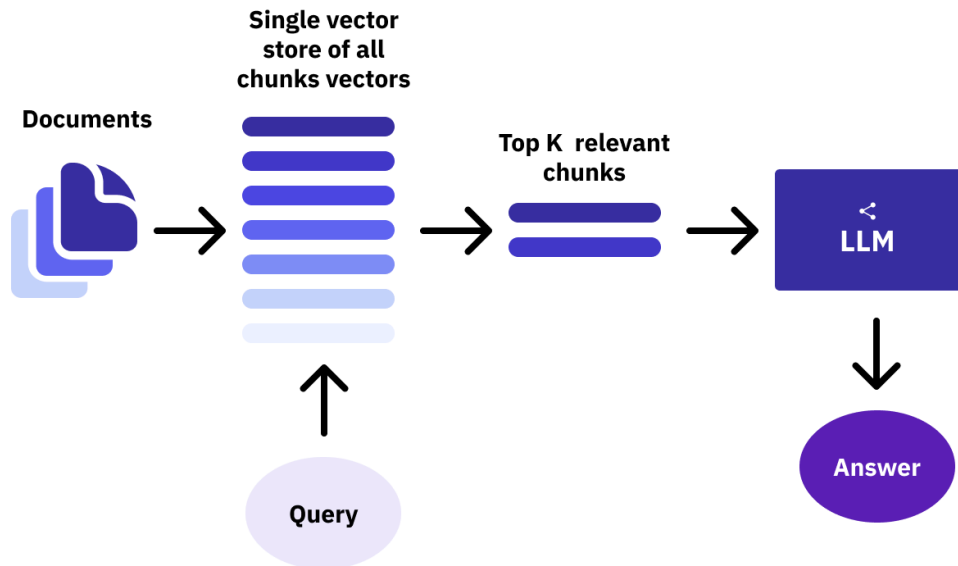 Single vector
store of all
chunks vectors
Documents
Top K relevant
chunks
LLM
Query
Answer